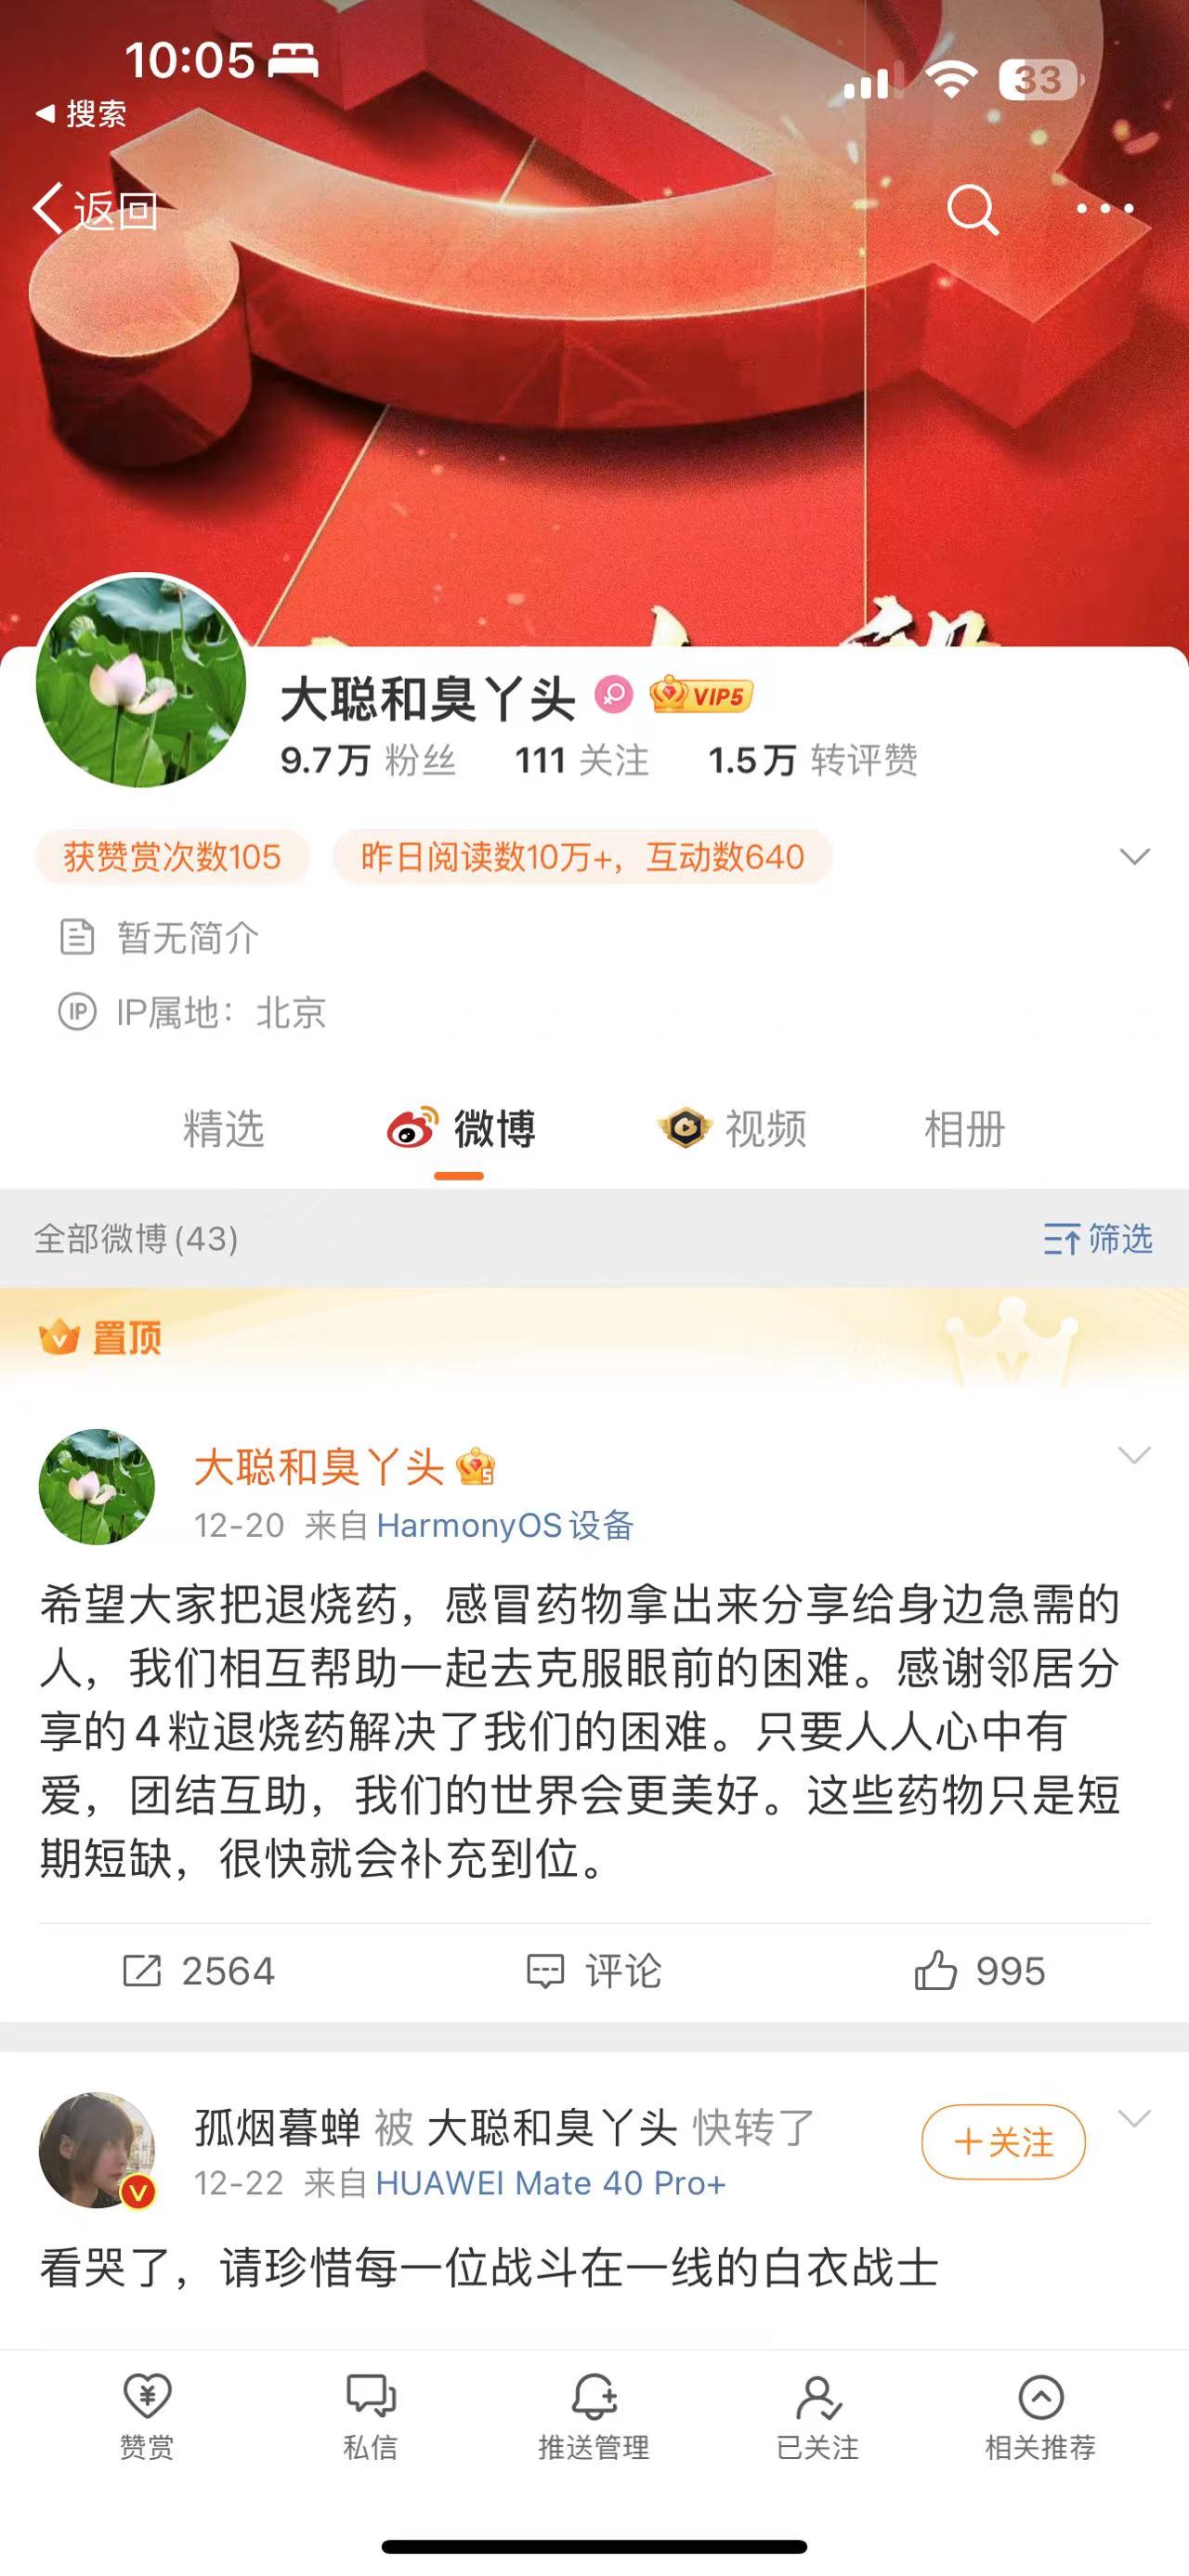 10:05
33
搜索
返回
大聪和臭丫头 VIP5
9.7万 粉丝 111 关注 1.5万 转评赞
获赞赏次数105 昨日阅读数10万+，互动数640
暂无简介
IP IP属地：北京
精选 微博 视频 相册
全部微博(43) 筛选
置顶
大聪和臭丫头 5
12-20 来自 HarmonyOS 设备
希望大家把退烧药，感冒药物拿出来分享给身边急需的
人，我们相互帮助一起去克服眼前的困难。感谢邻居分
享的4粒退烧药解决了我们的困难。只要人人心中有
爱，团结互助，我们的世界会更美好。这些药物只是短
期短缺，很快就会补充到位。
2564 评论 995
孤烟暮蝉 被 大聪和臭丫头 快转了
+关注
12-22 来自 HUAWEI Mate 40 Pro+
看哭了，请珍惜每一位战斗在一线的白衣战士
赞赏 私信 推送管理 已关注 相关推荐